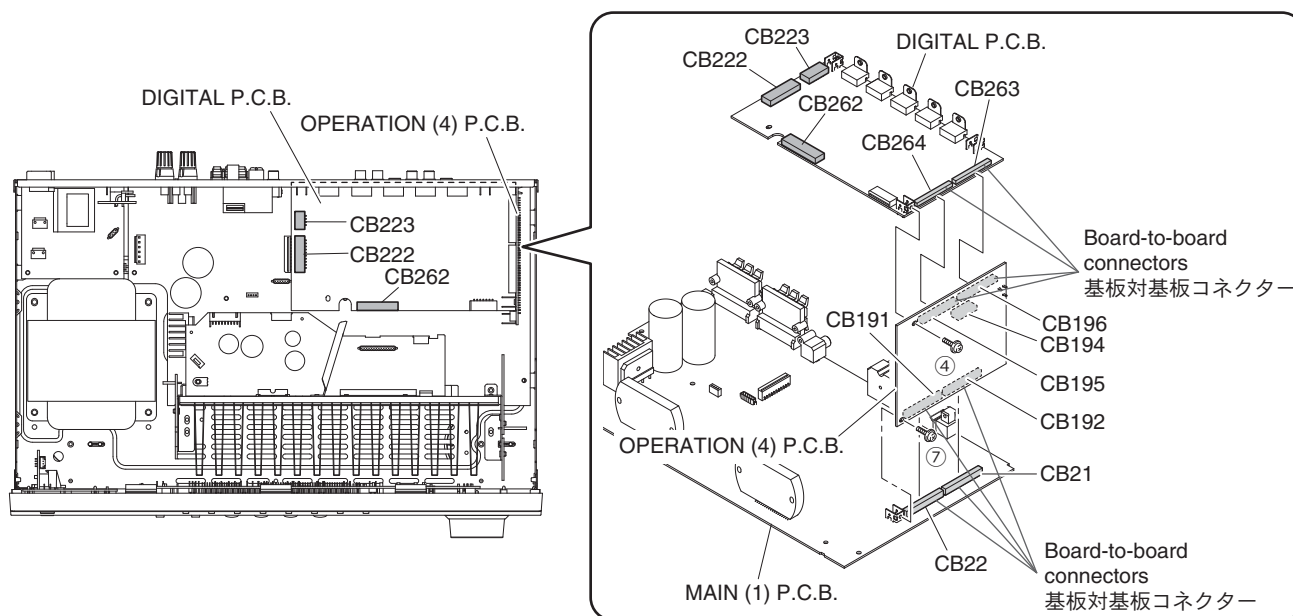 DIGITAL P.C.B.
OPERATION (4) P.C.B.
CB223
CB222
CB262
CB223
DIGITAL P.C.B.
CB222
CB262
CB263
CB264
Board-to-board
connectors
基板対基板コネクター
CB191
CB196
CB194
④
CB195
CB192
OPERATION (4) P.C.B.
⑦
CB21
CB22
MAIN (1) P.C.B.
Board-to-board
connectors
基板対基板コネクター